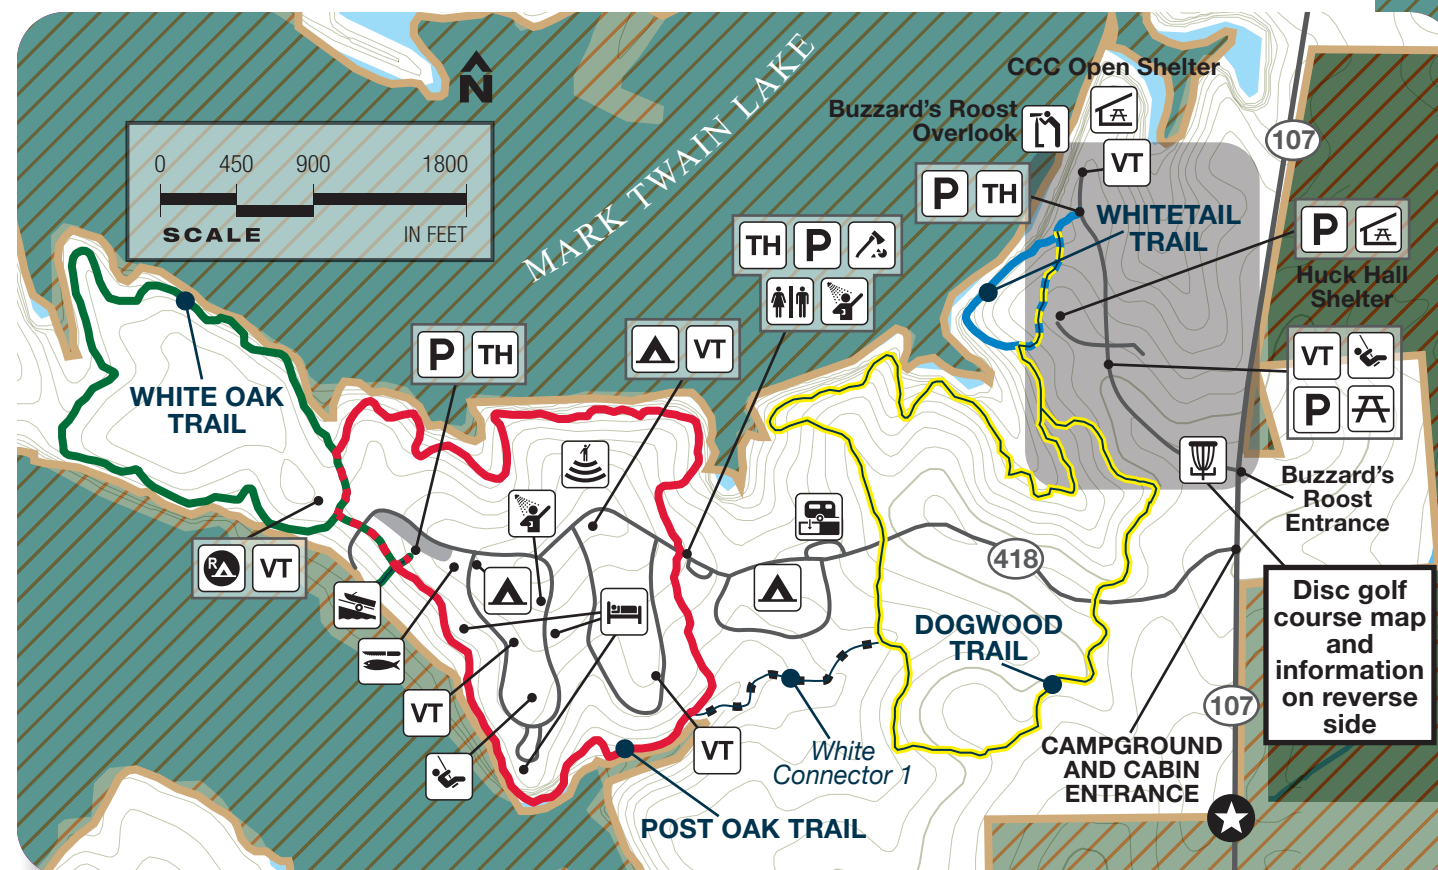 CCC Open Shelter
Buzzard's Roost
Overlook
N
0 450 900 1800
SCALE IN FEET
MARK TWAIN LAKE
107
VT
P TH
WHITETAIL
TRAIL
TH P
P
Huck Hall
Shelter
VT
P
P TH
VT
WHITE OAK
TRAIL
Buzzard's
Roost
Entrance
R VT
418
Disc golf
course map
and
information
on reverse
side
DOGWOOD
TRAIL
VT
107
VT
White
Connector 1
CAMPGROUND
AND CABIN
ENTRANCE
POST OAK TRAIL